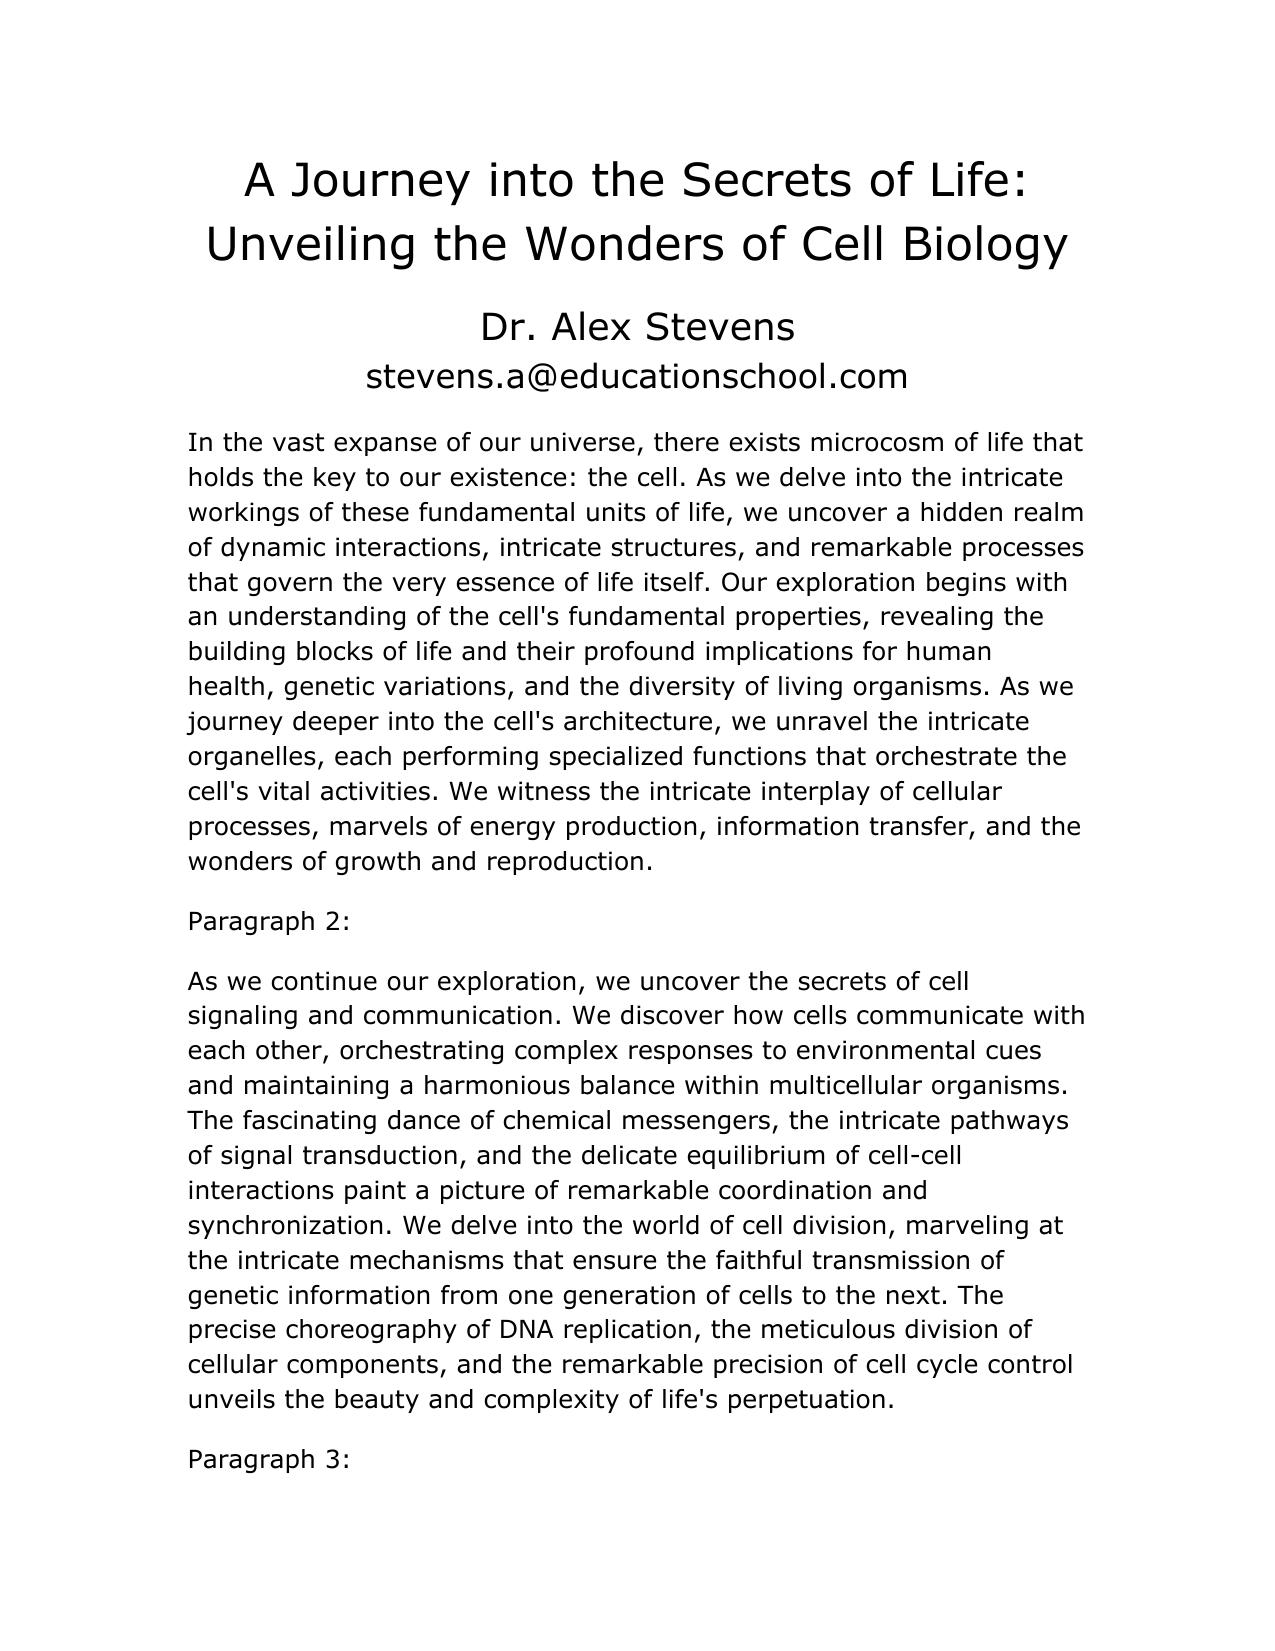 A Journey into the Secrets of Life:
Unveiling the Wonders of Cell Biology
Dr. Alex Stevens
stevens.a@educationschool.com
In the vast expanse of our universe, there exists microcosm of life that
holds the key to our existence: the cell. As we delve into the intricate
workings of these fundamental units of life, we uncover a hidden realm
of dynamic interactions, intricate structures, and remarkable processes
that govern the very essence of life itself. Our exploration begins with
an understanding of the cell's fundamental properties, revealing the
building blocks of life and their profound implications for human
health, genetic variations, and the diversity of living organisms. As we
journey deeper into the cell's architecture, we unravel the intricate
organelles, each performing specialized functions that orchestrate the
cell's vital activities. We witness the intricate interplay of cellular
processes, marvels of energy production, information transfer, and the
wonders of growth and reproduction.
Paragraph 2:
As we continue our exploration, we uncover the secrets of cell
signaling and communication. We discover how cells communicate with
each other, orchestrating complex responses to environmental cues
and maintaining a harmonious balance within multicellular organisms.
The fascinating dance of chemical messengers, the intricate pathways
of signal transduction, and the delicate equilibrium of cell-cell
interactions paint a picture of remarkable coordination and
synchronization. We delve into the world of cell division, marveling at
the intricate mechanisms that ensure the faithful transmission of
genetic information from one generation of cells to the next. The
precise choreography of DNA replication, the meticulous division of
cellular components, and the remarkable precision of cell cycle control
unveils the beauty and complexity of life's perpetuation.
Paragraph 3: